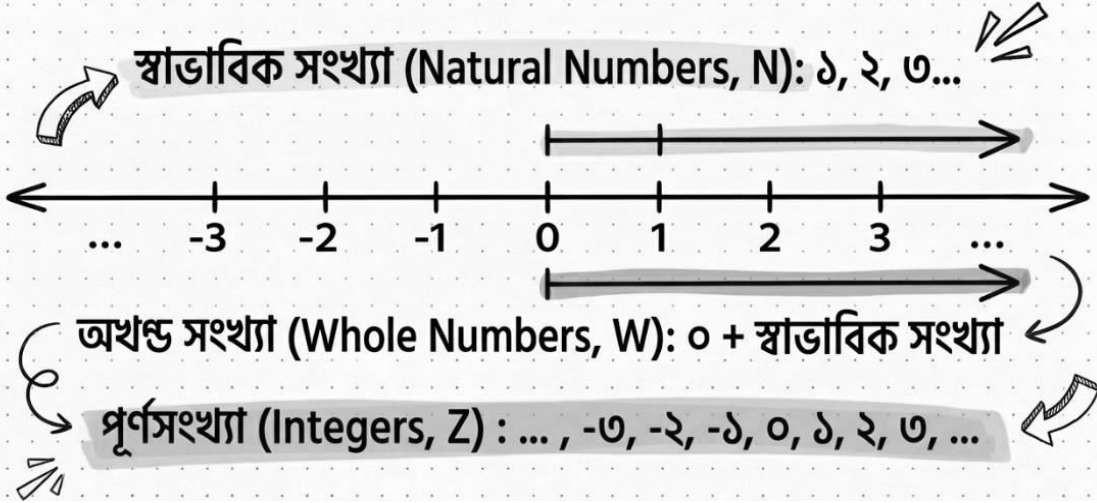 স্বাভাবিক সংখ্যা (Natural Numbers, N): ১, ২, ৩...
... -3 -2 -1 0 1 2 3 ...
অখণ্ড সংখ্যা (Whole Numbers, W): ০ + স্বাভাবিক সংখ্যা
পূর্ণসংখ্যা (Integers, Z) : ... , -৩, -২, -১, ০, ১, ২, ৩, ...